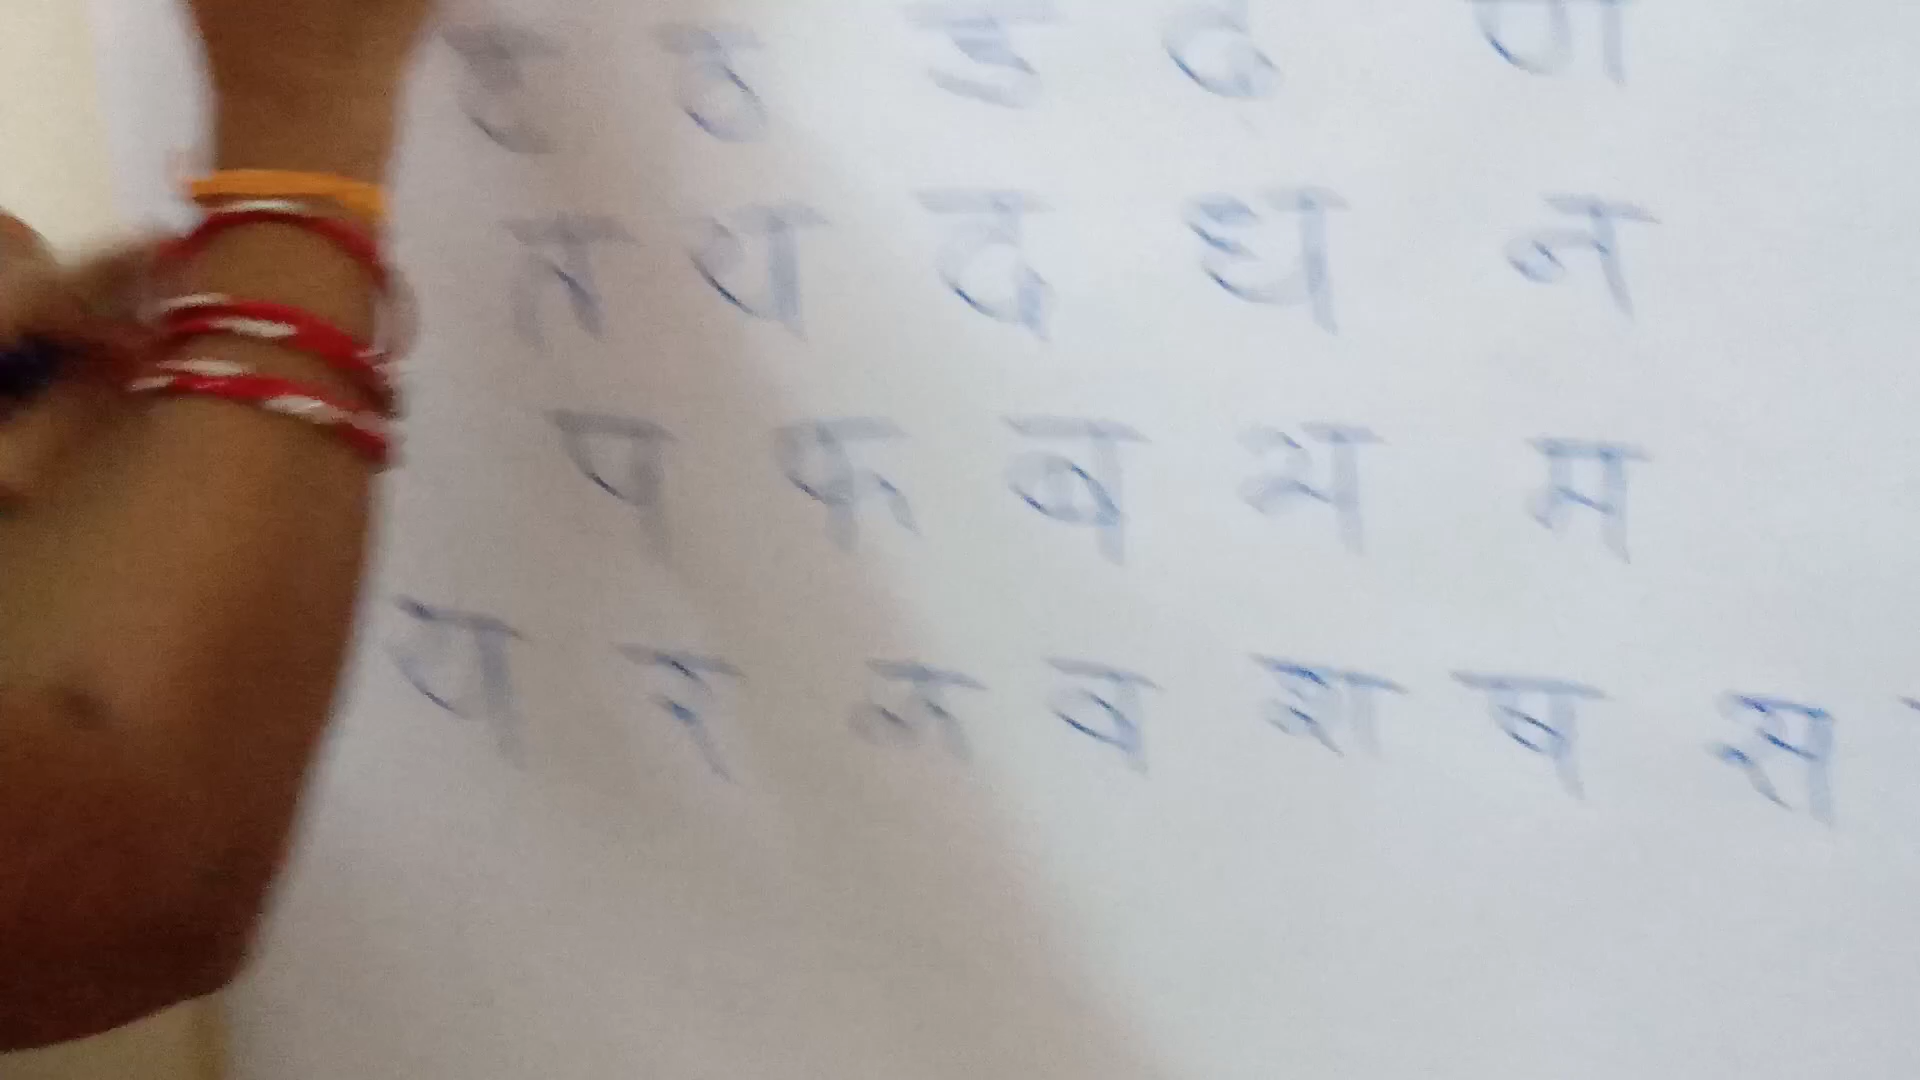 ट ठ ड ढ ण
त थ द ध न
प फ ब भ म
य र ल व श ष स